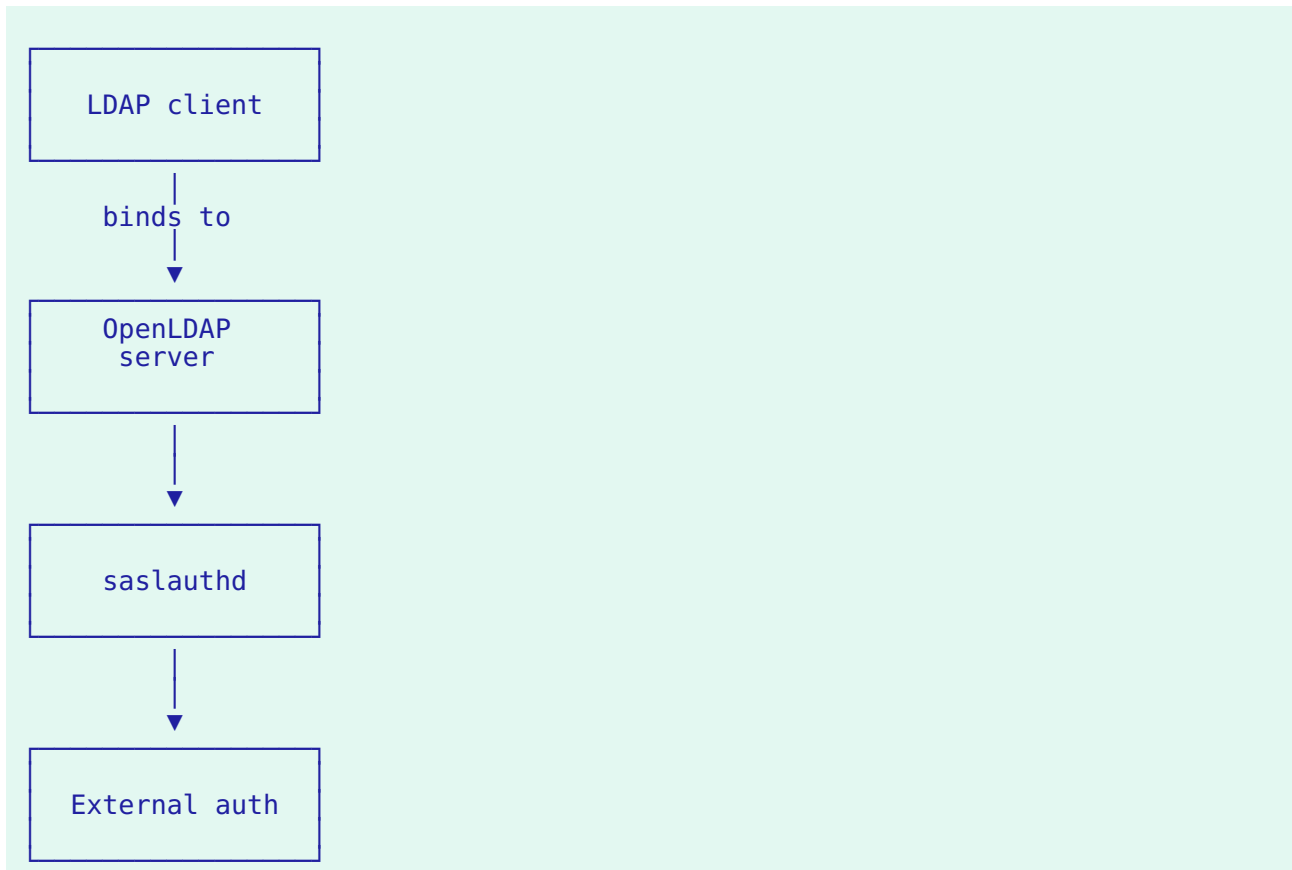 LDAP client
binds to
OpenLDAP
server
saslauthd
External auth